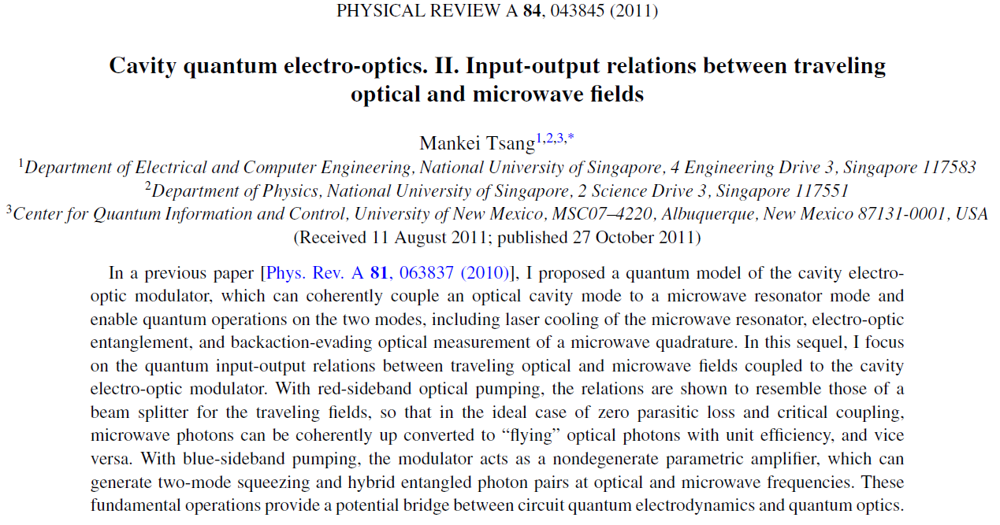 PHYSICAL REVIEW A 84, 043845 (2011)
Cavity quantum electro-optics. II. Input-output relations between traveling
optical and microwave fields
Mankei Tsang1,2,3,*
1Department of Electrical and Computer Engineering, National University of Singapore, 4 Engineering Drive 3, Singapore 117583
2Department of Physics, National University of Singapore, 2 Science Drive 3, Singapore 117551
3Center for Quantum Information and Control, University of New Mexico, MSC07–4220, Albuquerque, New Mexico 87131-0001, USA
(Received 11 August 2011; published 27 October 2011)
In a previous paper [Phys. Rev. A 81, 063837 (2010)], I proposed a quantum model of the cavity electro-
optic modulator, which can coherently couple an optical cavity mode to a microwave resonator mode and
enable quantum operations on the two modes, including laser cooling of the microwave resonator, electro-optic
entanglement, and backaction-evading optical measurement of a microwave quadrature. In this sequel, I focus
on the quantum input-output relations between traveling optical and microwave fields coupled to the cavity
electro-optic modulator. With red-sideband optical pumping, the relations are shown to resemble those of a
beam splitter for the traveling fields, so that in the ideal case of zero parasitic loss and critical coupling,
microwave photons can be coherently up converted to “flying” optical photons with unit efficiency, and vice
versa. With blue-sideband pumping, the modulator acts as a nondegenerate parametric amplifier, which can
generate two-mode squeezing and hybrid entangled photon pairs at optical and microwave frequencies. These
fundamental operations provide a potential bridge between circuit quantum electrodynamics and quantum optics.